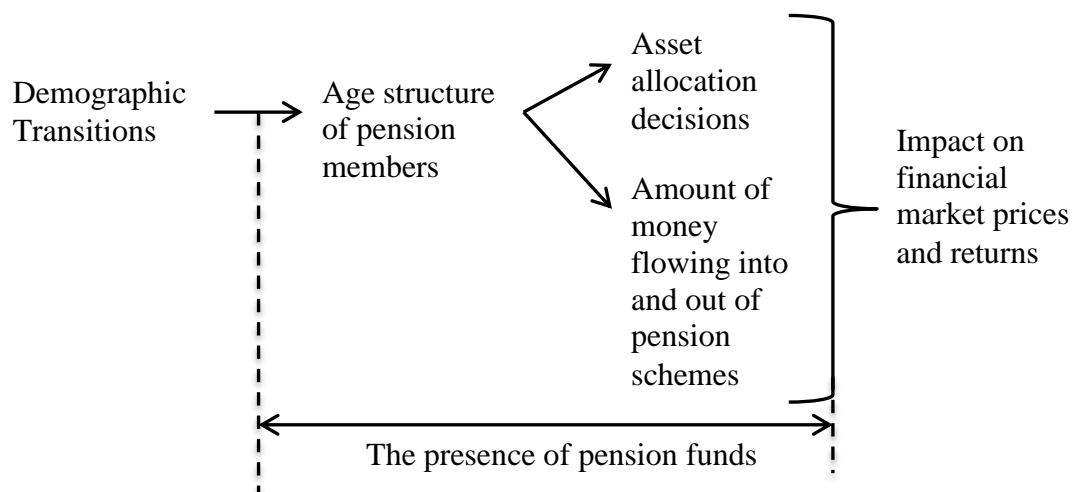 Demographic
Transitions
Age structure
of pension
members
Asset
allocation
decisions
Amount of
money
flowing into
and out of
pension
schemes
Impact on
financial
market prices
and returns
The presence of pension funds